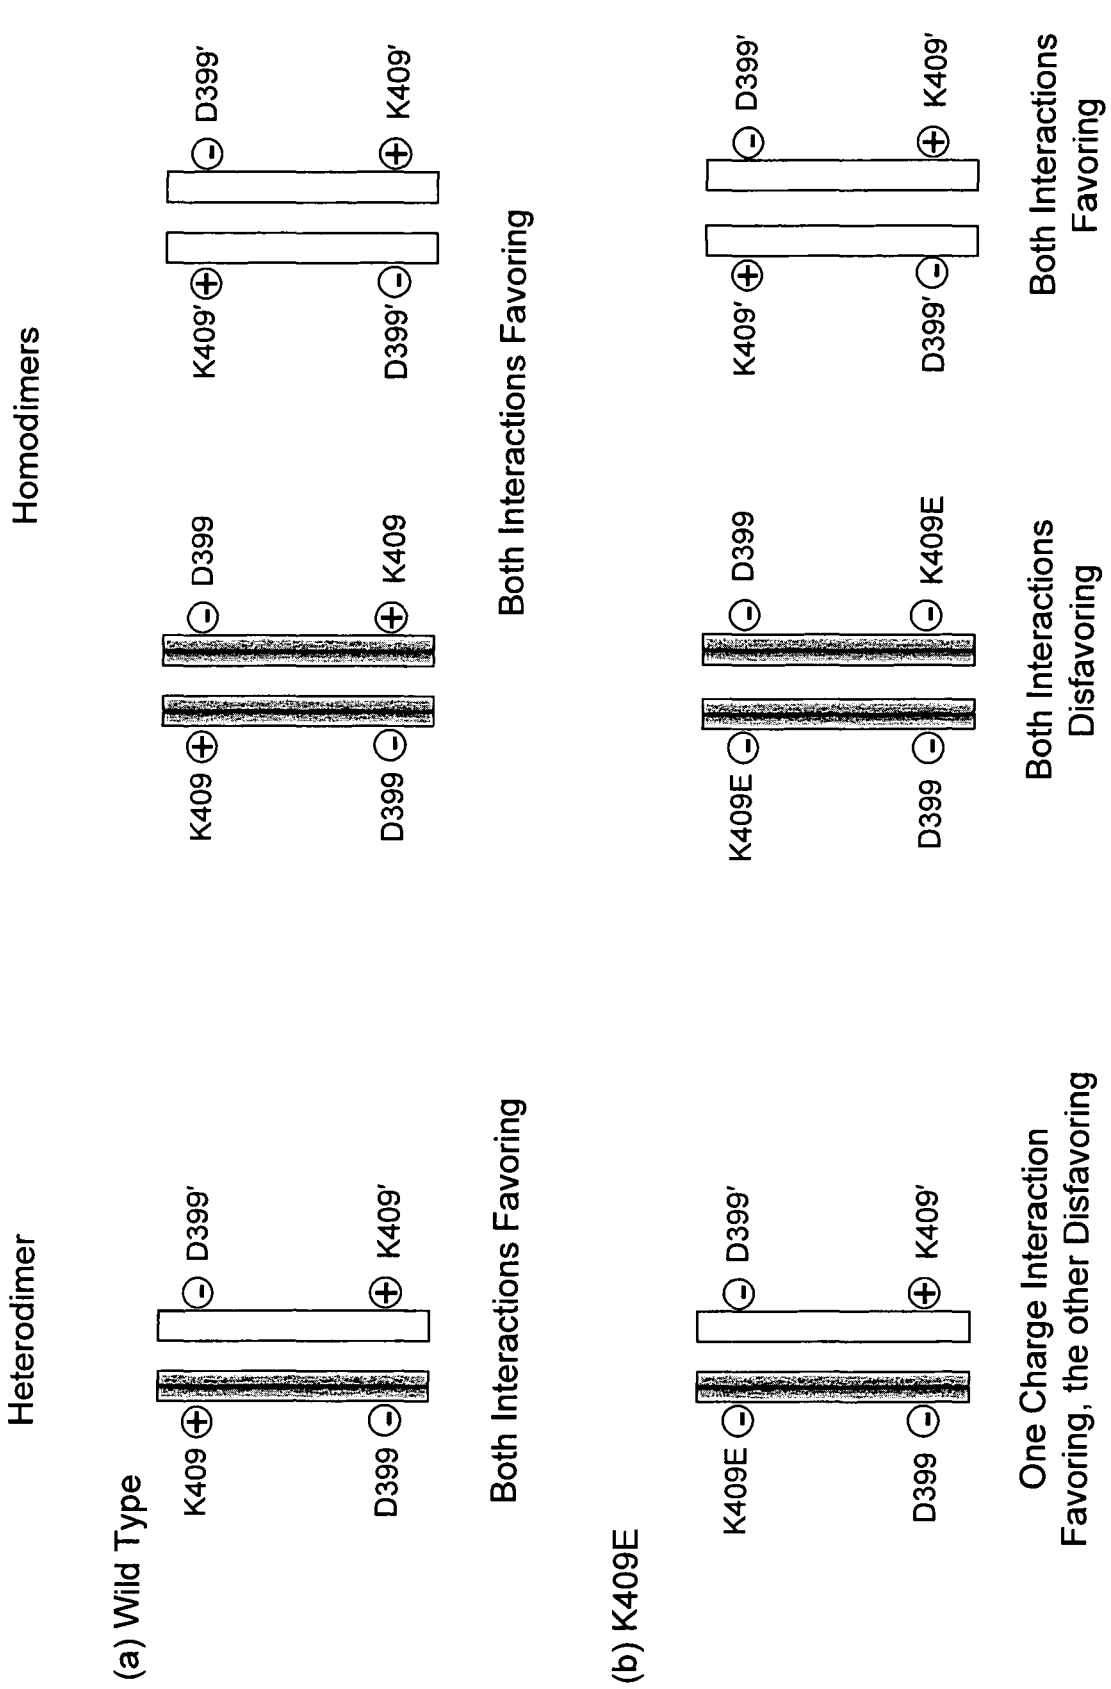 Heterodimer
Homodimers
(a) Wild Type
K409 + - D399′
D399 - + K409′
Both Interactions Favoring
K409 + - D399
D399 - + K409
K409′ + - D399′
D399′ - + K409′
Both Interactions Favoring
(b) K409E
K409E - - D399′
D399 - + K409′
One Charge Interaction
Favoring, the other Disfavoring
K409E - - D399
D399 - - K409E
Both Interactions
Disfavoring
K409′ + - D399′
D399′ - + K409′
Both Interactions
Favoring